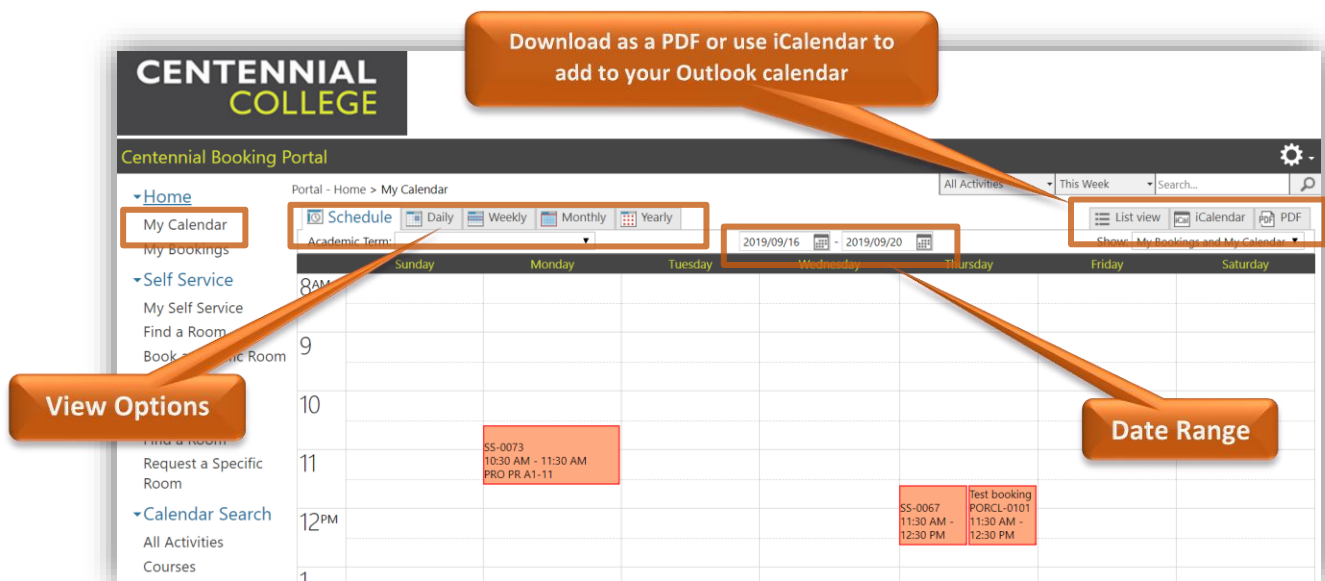 Download as a PDF or use iCalendar to
add to your Outlook calendar
CENTENNIAL
COLLEGE
Centennial Booking Portal
Home
My Calendar
My Bookings
Self Service
My Self Service
Find a Room
Book a Room
Find a Room
Request a Specific
Room
Calendar Search
All Activities
Courses
Portal - Home > My Calendar
All Activities
This Week
Search...
Schedule
Daily
Weekly
Monthly
Yearly
List view
iCalendar
PDF
Academic Term:
2019/09/16 - 2019/09/20
Show: My Bookings and My Calendar
Sunday Monday Tuesday Wednesday Thursday Friday Saturday
8AM
9
10
11
12PM
1
SS-0073
10:30 AM - 11:30 AM
PRO PR A1-11
SS-0067
11:30 AM -
12:30 PM
Test booking
PORCL-0101
11:30 AM -
12:30 PM
View Options
Date Range